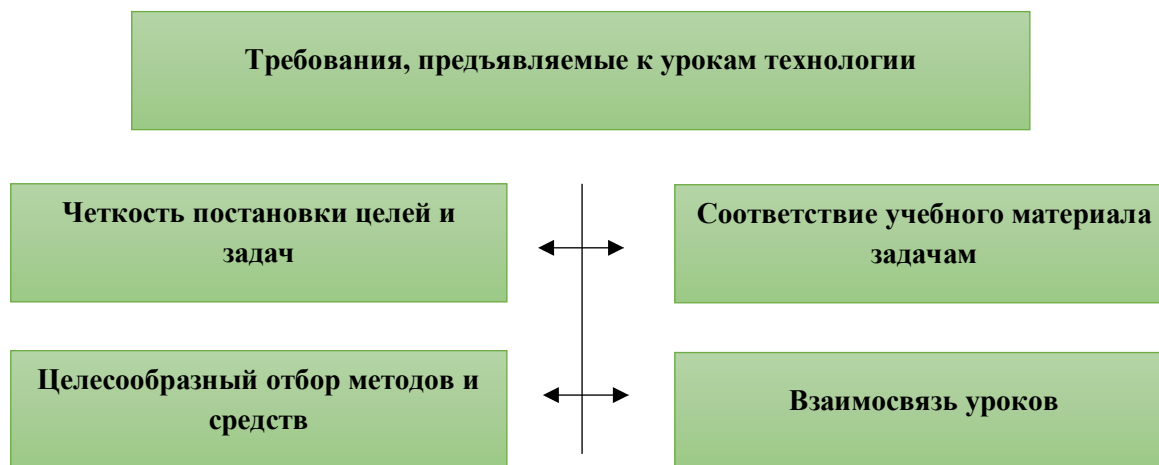 Требования, предъявляемые к урокам технологии
Четкость постановки целей и
задач
Соответствие учебного материала
задачам
Целесообразный отбор методов и
средств
Взаимосвязь уроков